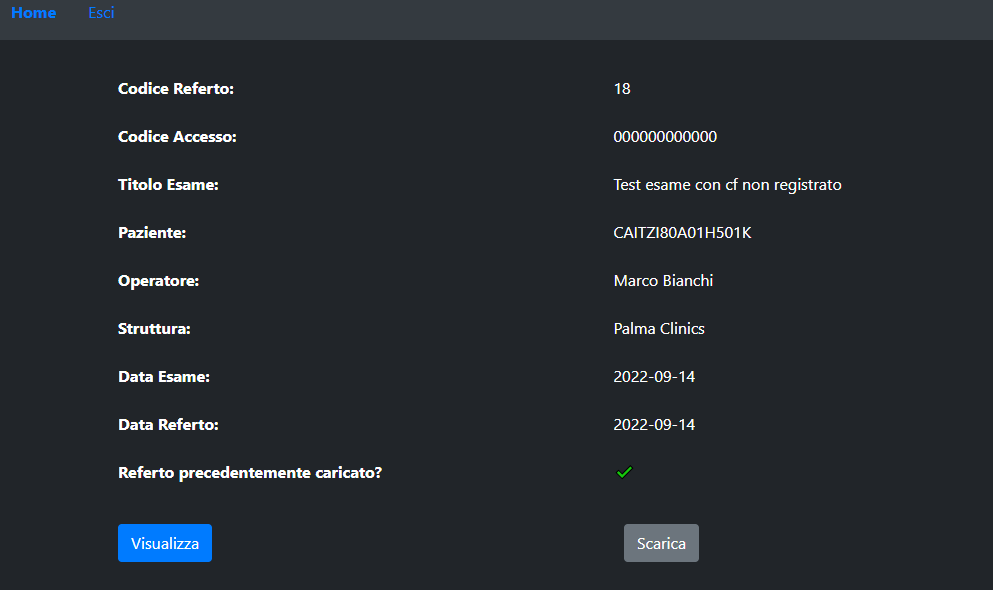 Home Esci
Codice Referto: 18
Codice Accesso: 000000000000
Titolo Esame: Test esame con cf non registrato
Paziente: CAITZI80A01H501K
Operatore: Marco Bianchi
Struttura: Palma Clinics
Data Esame: 2022-09-14
Data Referto: 2022-09-14
Referto precedentemente caricato?
Visualizza Scarica